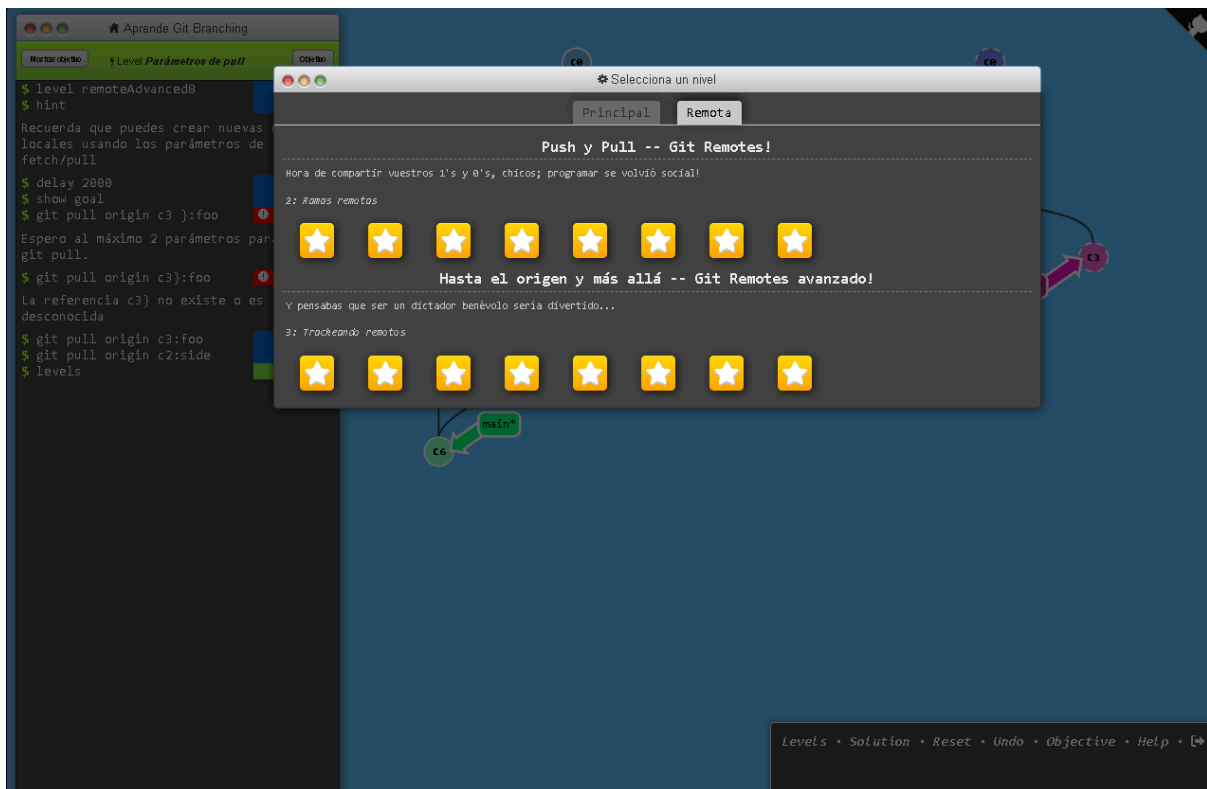 Aprende Git Branching
Mostrar objetivo
Level Parámetros de pull
Objetivo
$ level remoteAdvanced8
$ hint
Recuerda que puedes crear nuevas
locales usando los parámetros de
fetch/pull
$ delay 2000
$ show goal
$ git pull origin c3 }:foo
Espero al máximo 2 parámetros par
git pull.
$ git pull origin c3}:foo
La referencia c3} no existe o es
desconocida
$ git pull origin c3:foo
$ git pull origin c2:side
$ levels
C0
C0
Selecciona un nivel
Principal
Remota
Push y Pull -- Git Remotes!
Hora de compartir vuestros 1's y 0's, chicos; programar se volvió social!
2: Ramas remotas
Hasta el origen y más allá -- Git Remotes avanzado!
Y pensabas que ser un dictador benévolo sería divertido...
3: Trackeando remotos
C3
main*
C6
Levels · Solution · Reset · Undo · Objective · Help ·